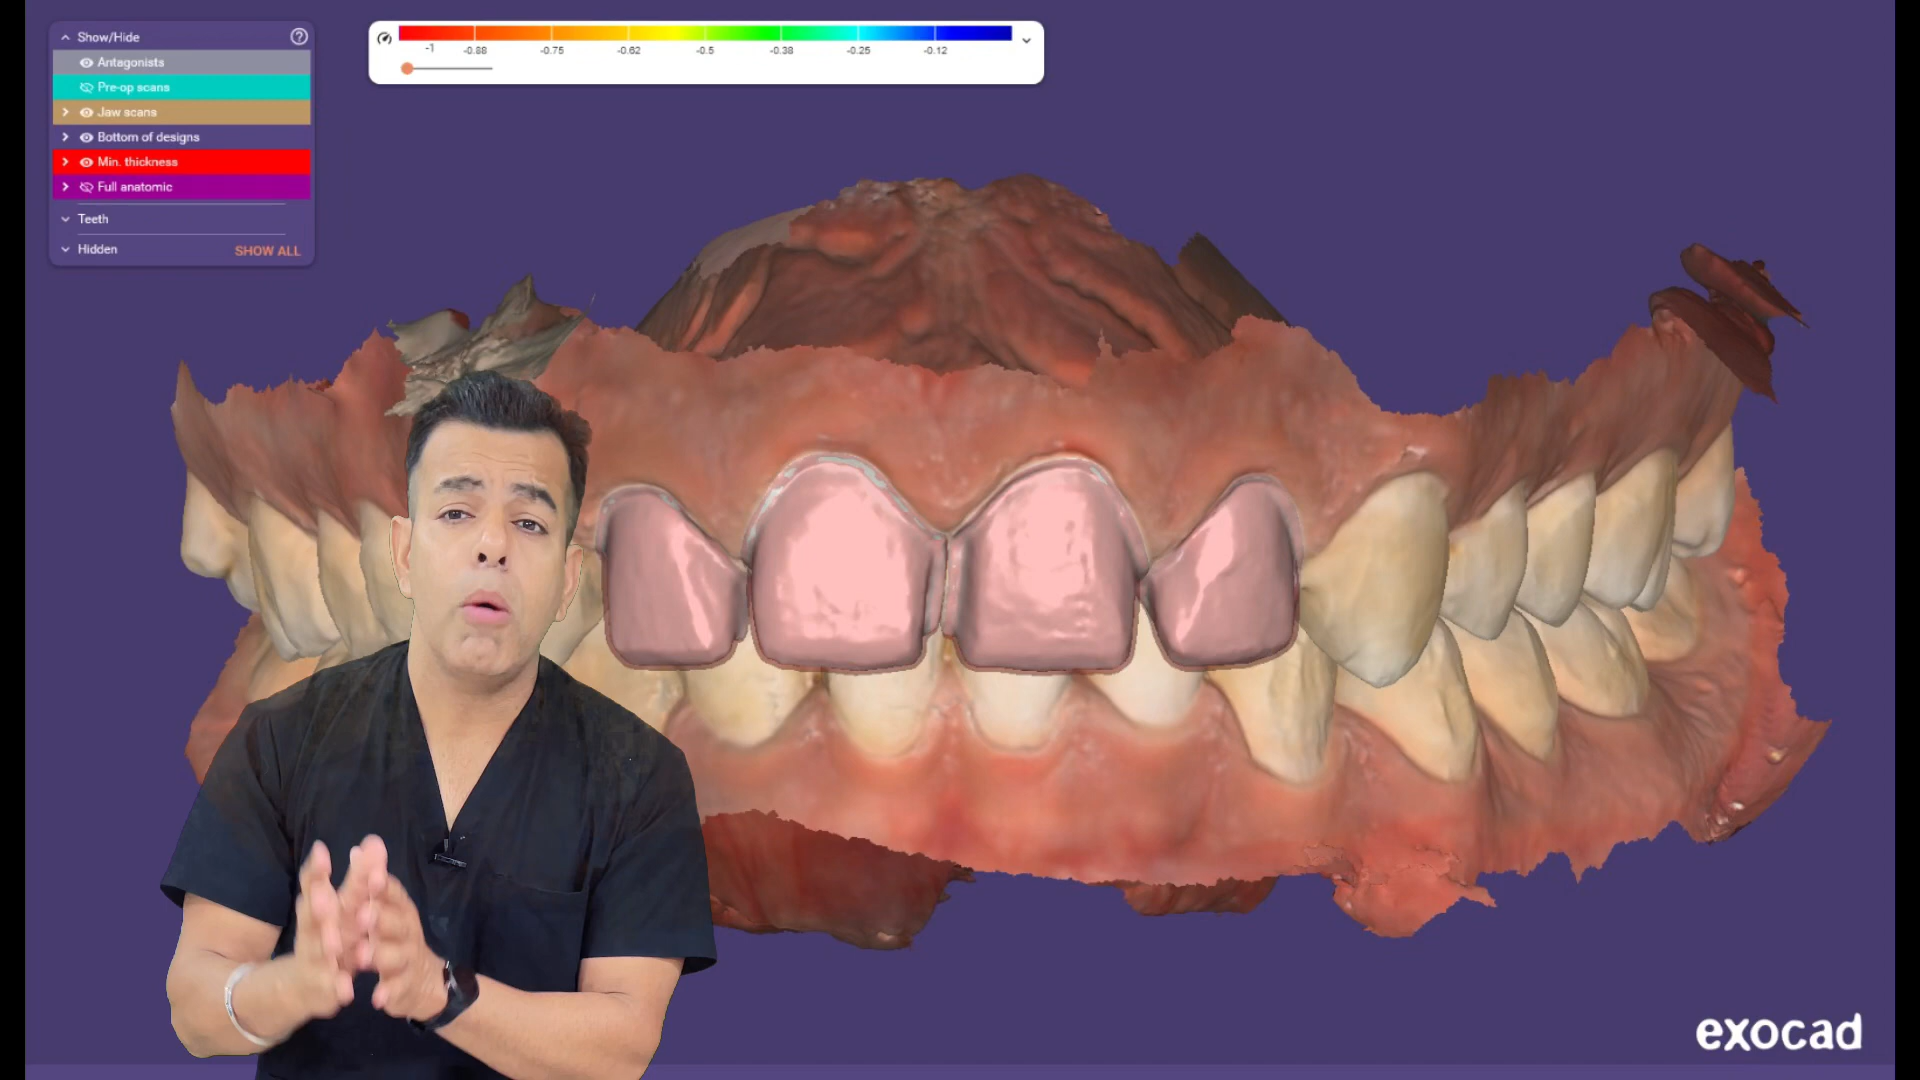 Show/Hide
Antagonists
Pre-op scans
Jaw scans
Bottom of designs
Min. thickness
Full anatomic
Teeth
Hidden SHOW ALL
-1 -0.88 -0.75 -0.62 -0.5 -0.38 -0.25 -0.12
exocad